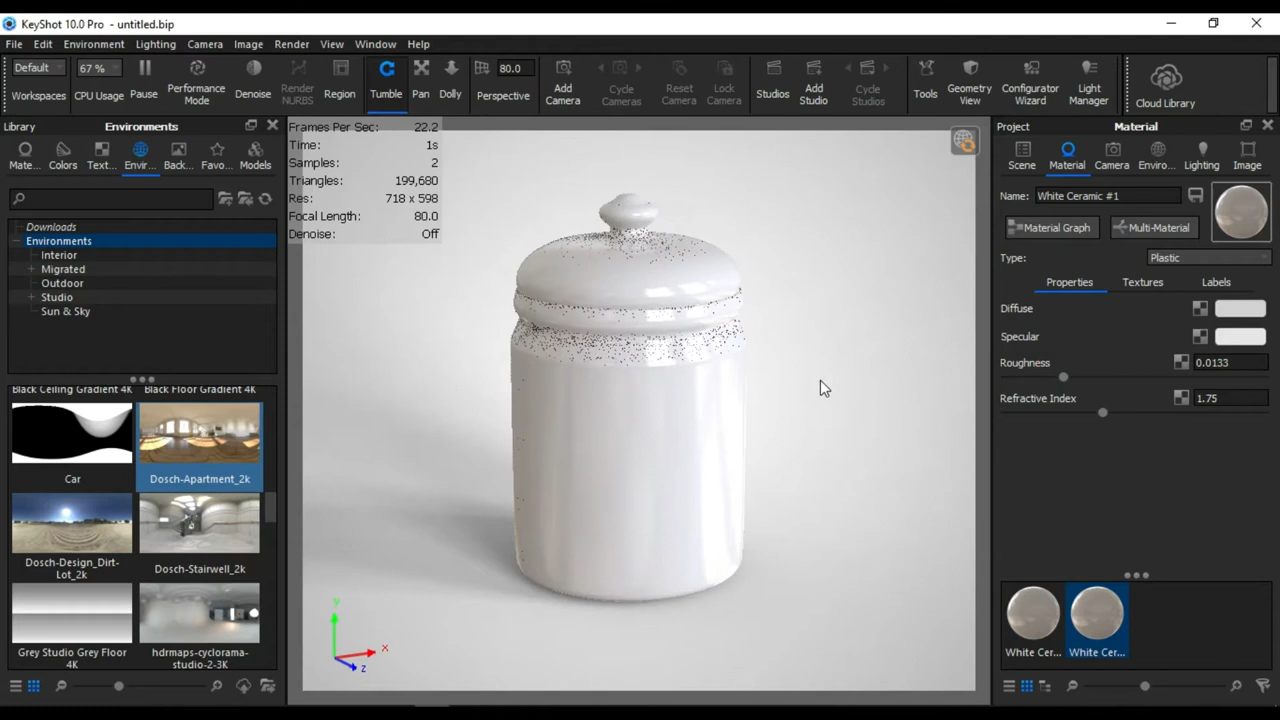 KeyShot 10.0 Pro - untitled.bip
File Edit Environment Lighting Camera Image Render View Window Help
Default 67 % 80.0
Workspaces CPU Usage Pause Performance Mode Denoise Render NURBS Region Tumble Pan Dolly Perspective Add Camera Cycle Cameras Reset Camera Lock Camera Studios Add Studio Cycle Studios Tools Geometry View Configurator Wizard Light Manager Cloud Library
Library Environments
Mate... Colors Text... Envir... Back... Favo... Models
Downloads
Environments
Interior
Migrated
Outdoor
Studio
Sun & Sky
Black Ceiling Gradient 4K Black Floor Gradient 4K
Car Dosch-Apartment_2k
Dosch-Design_Dirt-
Lot_2k
Dosch-Stairwell_2k
Grey Studio Grey Floor
4K
hdrmaps-cyclorama-
studio-2-3K
Frames Per Sec: 22.2
Time: 1s
Samples: 2
Triangles: 199,680
Res: 718 x 598
Focal Length: 80.0
Denoise: Off
y
x
z
Project Material
Scene Material Camera Enviro... Lighting Image
Name: White Ceramic #1
Material Graph Multi-Material
Type: Plastic
Properties Textures Labels
Diffuse
Specular
Roughness 0.0133
Refractive Index 1.75
White Cer... White Cer...